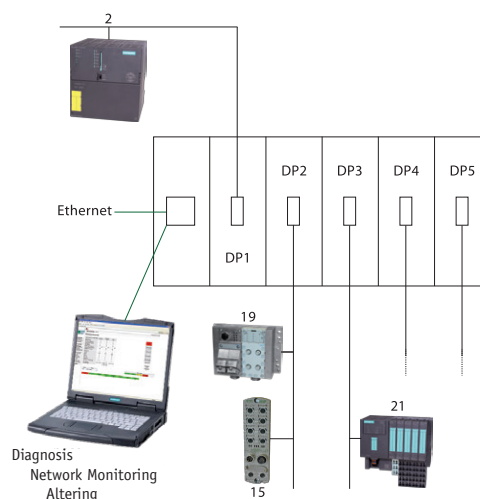 2
DP2
DP3
DP4
DP5
Ethernet
DP1
19
21
Diagnosis
Network Monitoring
Altering
15